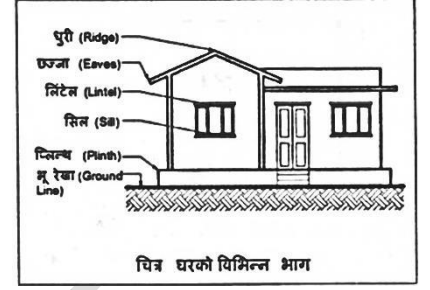 धुरी (Ridge)
छज्जा (Eaves)
लिंटेल (Lintel)
सिल (Sill)
प्लिन्थ (Plinth)
भू रेखा (Ground
Line)
चित्र घरको विभिन्न भाग